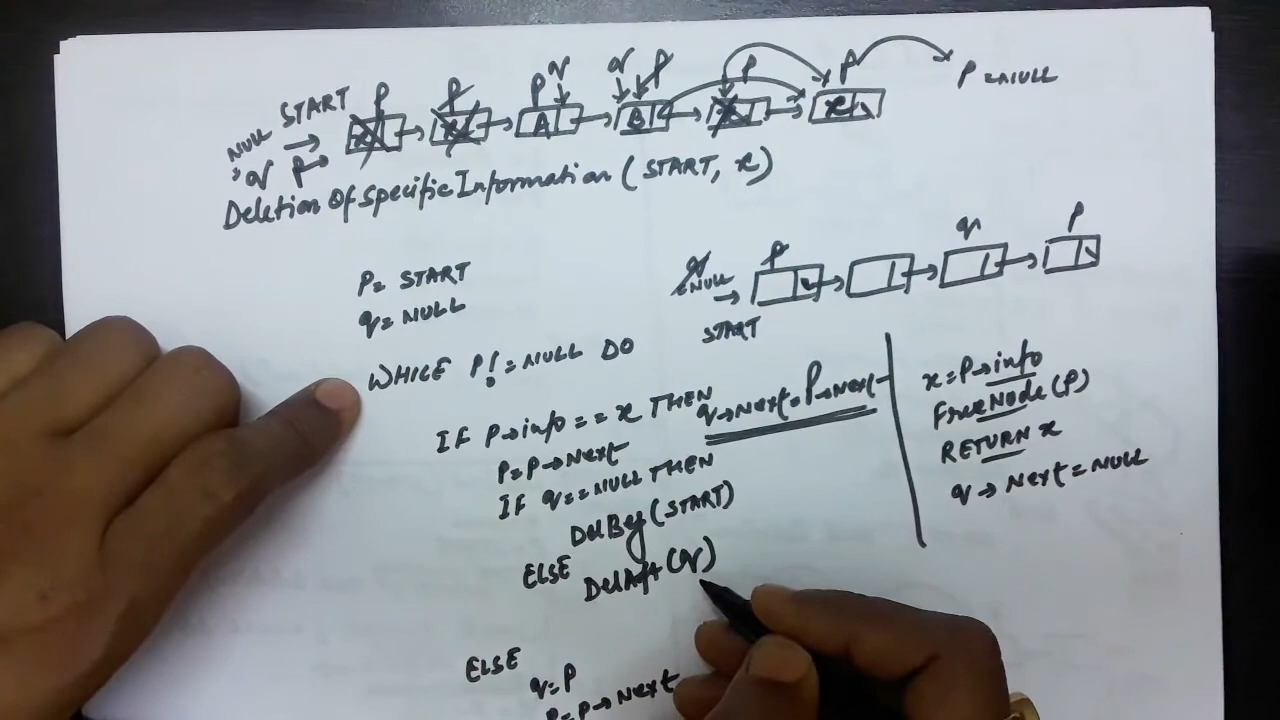 P P P q q P P P P=NULL
START
NULL
q P
x x A B x x
Deletion of Specific Information (START, x)
P= START
q=NULL
WHILE P!=NULL DO
IF P→info == x THEN
P=P→Next
IF q==NULL THEN
DelBeg(START)
ELSE
DelAft(q)
ELSE
q=P
P=P→Next
q P q P
=NULL
START
q→Next=P→Next
x=P→info
FreeNode(P)
RETURN x
q→Next=NULL